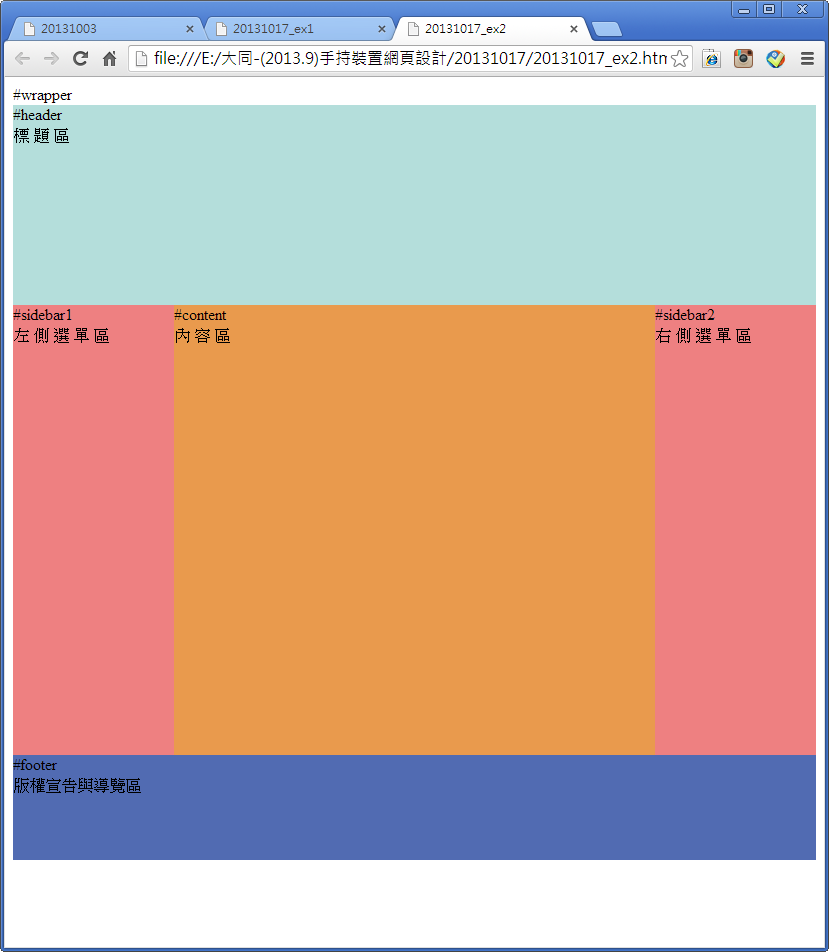 20131003
20131017_ex1
20131017_ex2
file:///E:/大同-(2013.9)手持裝置網頁設計/20131017/20131017_ex2.htm
#wrapper
#header
標 題 區
#sidebar1
左 側 選 單 區
#content
內 容 區
#sidebar2
右 側 選 單 區
#footer
版權宣告與導覽區